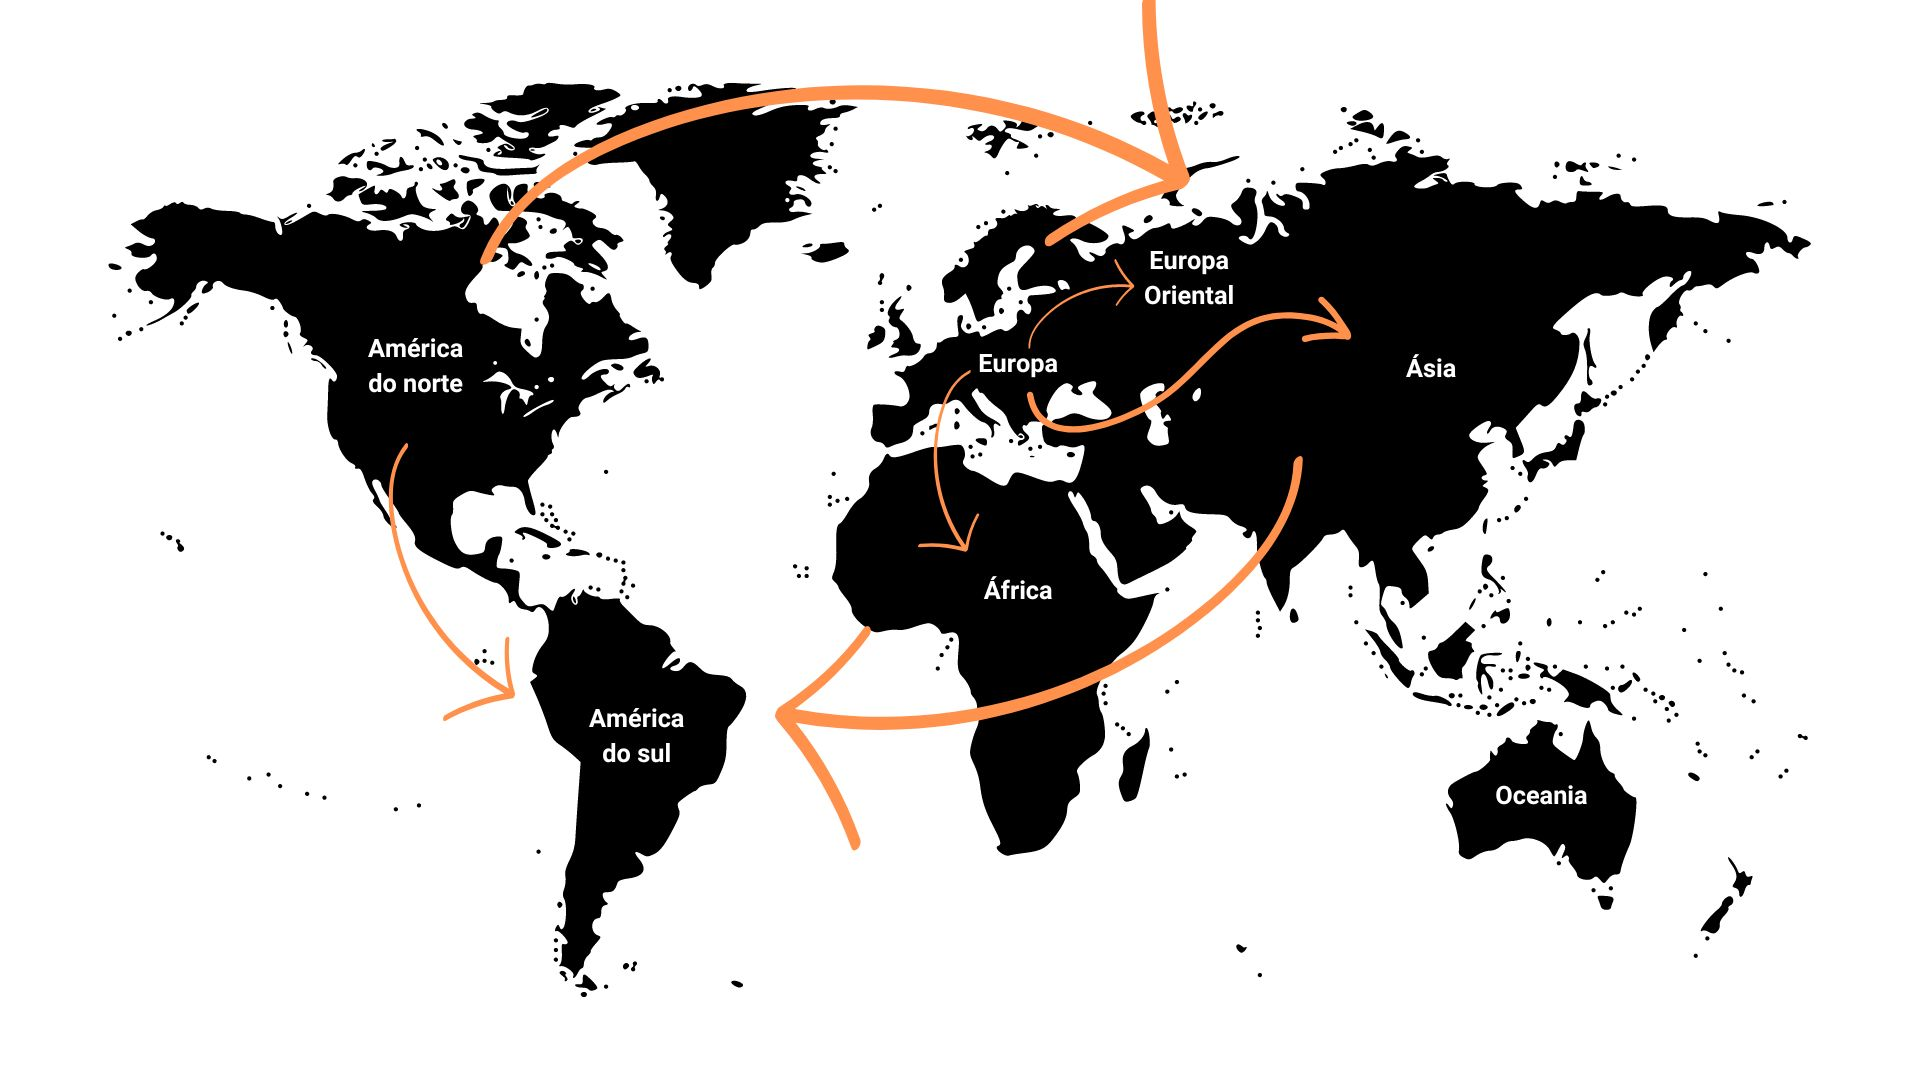 Europa
Oriental
América
do norte
Europa
Ásia
África
América
do sul
Oceania